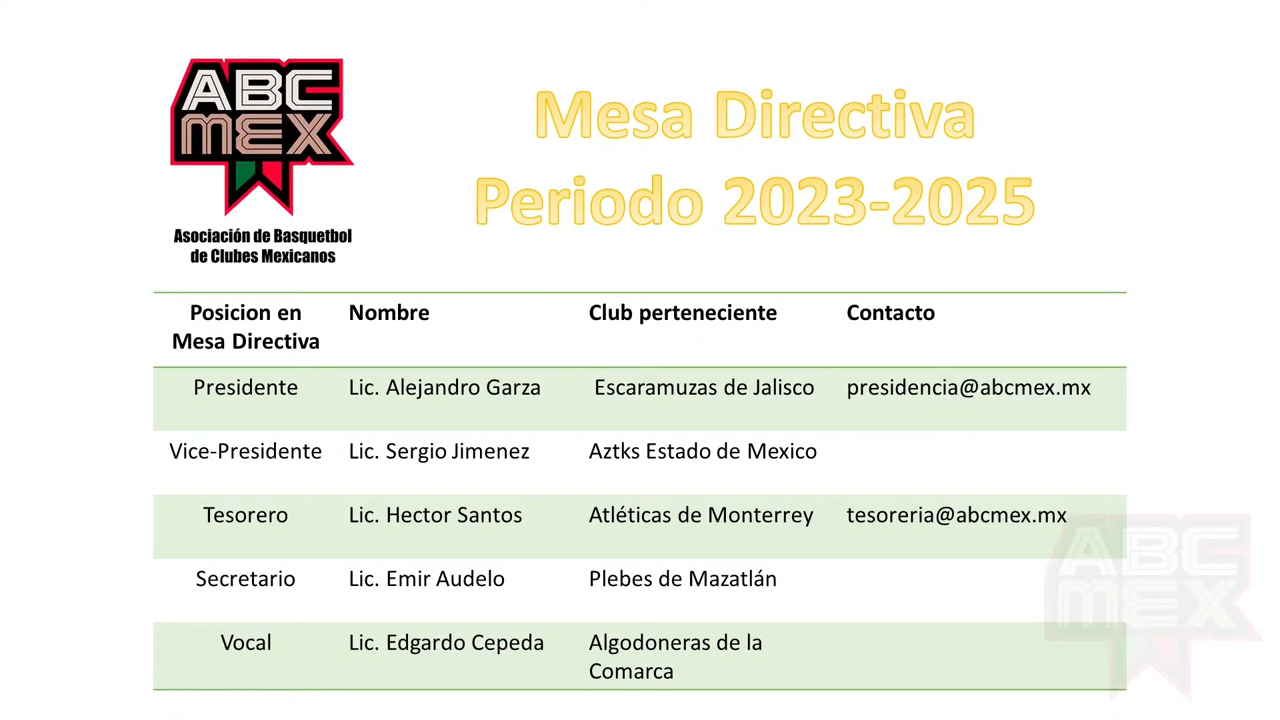 ABC
MEX
Asociación de Basquetbol
de Clubes Mexicanos
Mesa Directiva
Periodo 2023-2025
Posicion en Mesa Directiva Nombre Club perteneciente Contacto
Presidente Lic. Alejandro Garza Escaramuzas de Jalisco presidencia@abcmex.mx
Vice-Presidente Lic. Sergio Jimenez Aztks Estado de Mexico
Tesorero Lic. Hector Santos Atléticas de Monterrey tesoreria@abcmex.mx
Secretario Lic. Emir Audelo Plebes de Mazatlán
Vocal Lic. Edgardo Cepeda Algodoneras de la Comarca
ABC
MEX